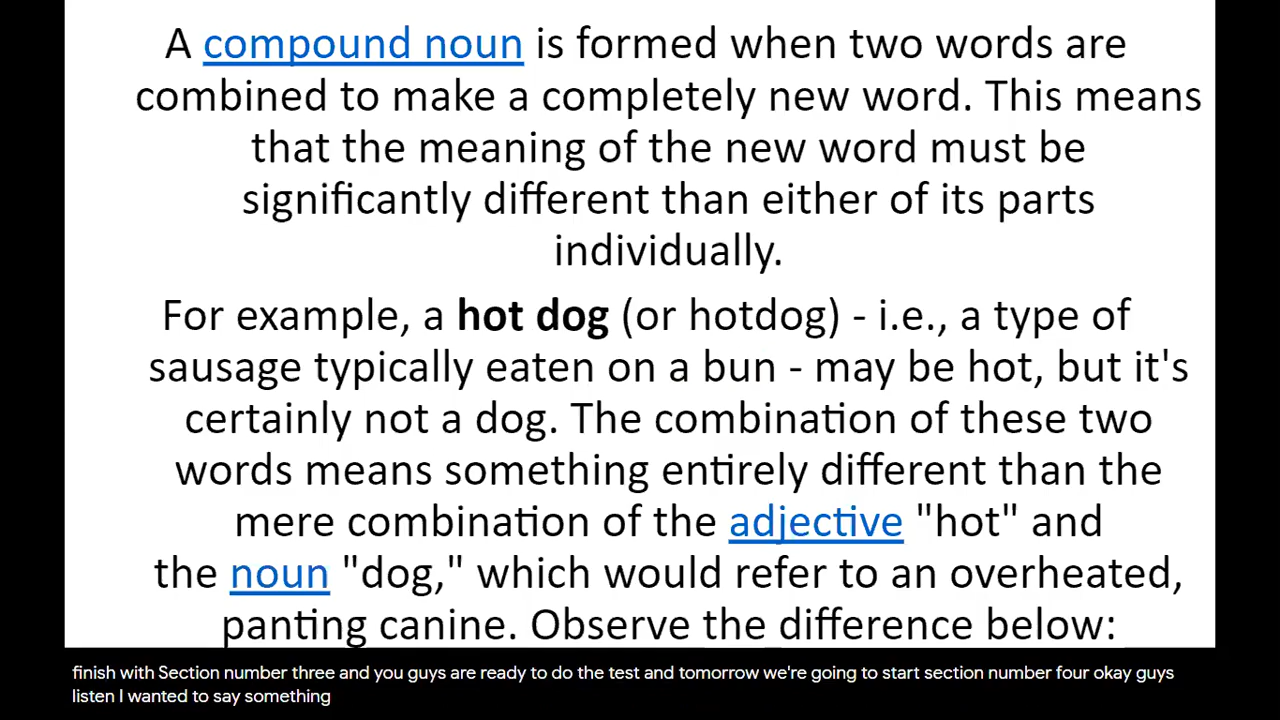 A compound noun is formed when two words are
combined to make a completely new word. This means
that the meaning of the new word must be
significantly different than either of its parts
individually.
For example, a hot dog (or hotdog) - i.e., a type of
sausage typically eaten on a bun - may be hot, but it's
certainly not a dog. The combination of these two
words means something entirely different than the
mere combination of the adjective "hot" and
the noun "dog," which would refer to an overheated,
panting canine. Observe the difference below:
finish with Section number three and you guys are ready to do the test and tomorrow we're going to start section number four okay guys
listen I wanted to say something